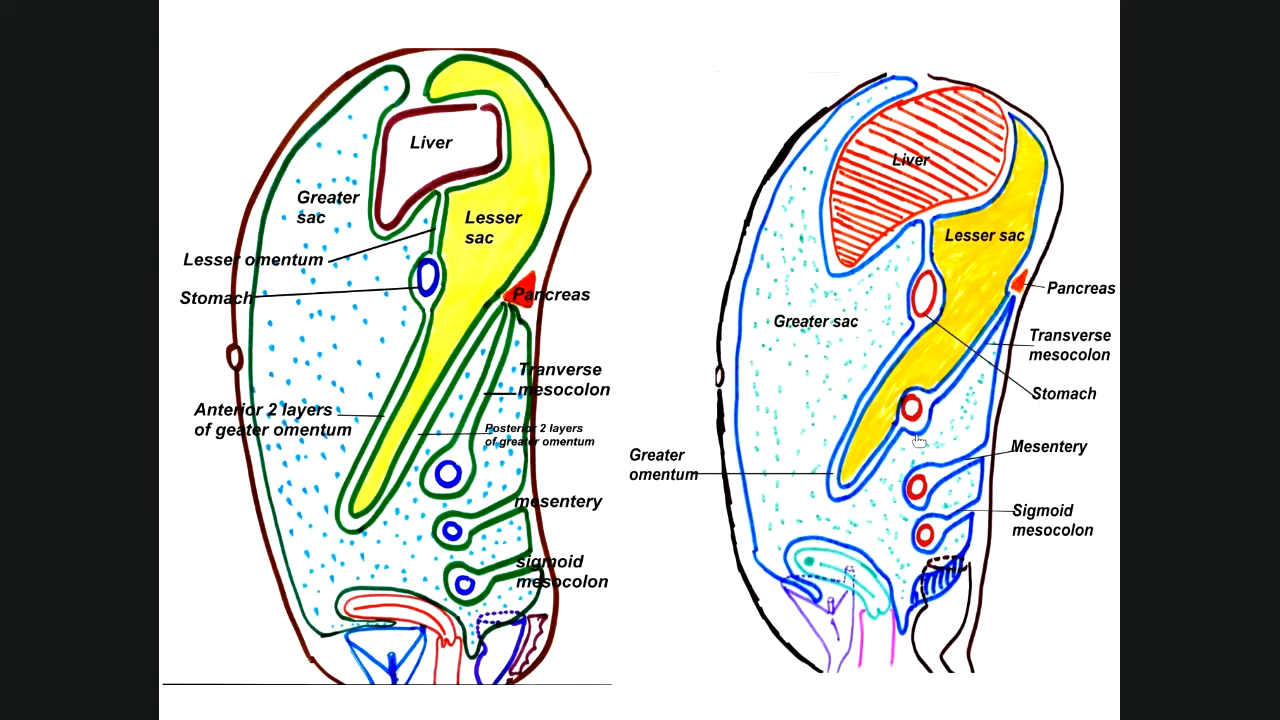 Liver
Greater
sac
Lesser
sac
Lesser omentum
Stomach
Pancreas
Tranverse
mesocolon
Anterior 2 layers
of geater omentum
Posterior 2 layers
of greater omentum
mesentery
sigmoid
mesocolon
Liver
Lesser sac
Pancreas
Greater sac
Transverse
mesocolon
Stomach
Mesentery
Greater
omentum
Sigmoid
mesocolon